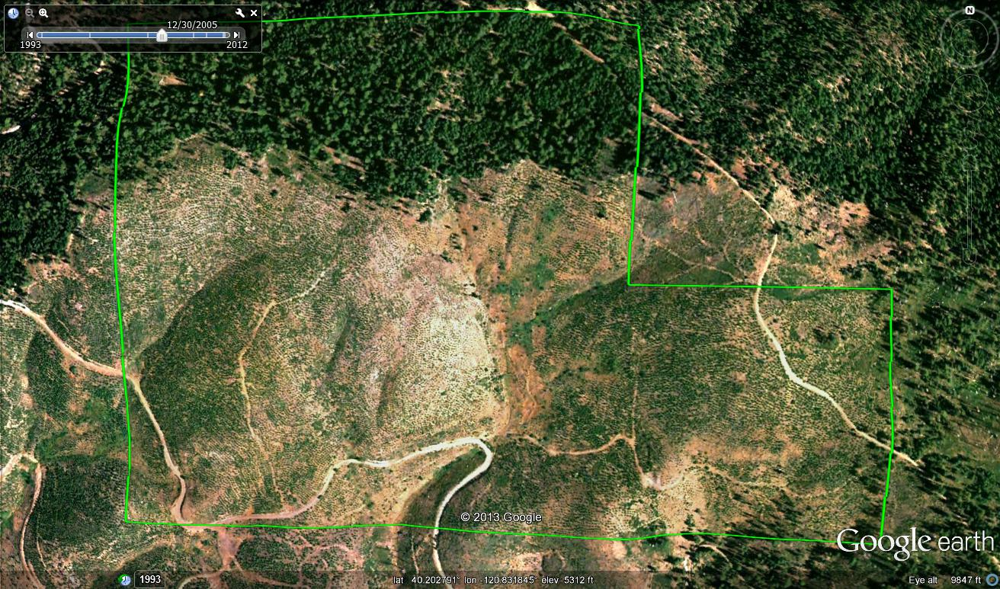 12/30/2005
1993
2012
N
© 2013 Google
Google earth
1993
lat 40.202791° lon -120.831845° elev 5312 ft
Eye alt 9847 ft